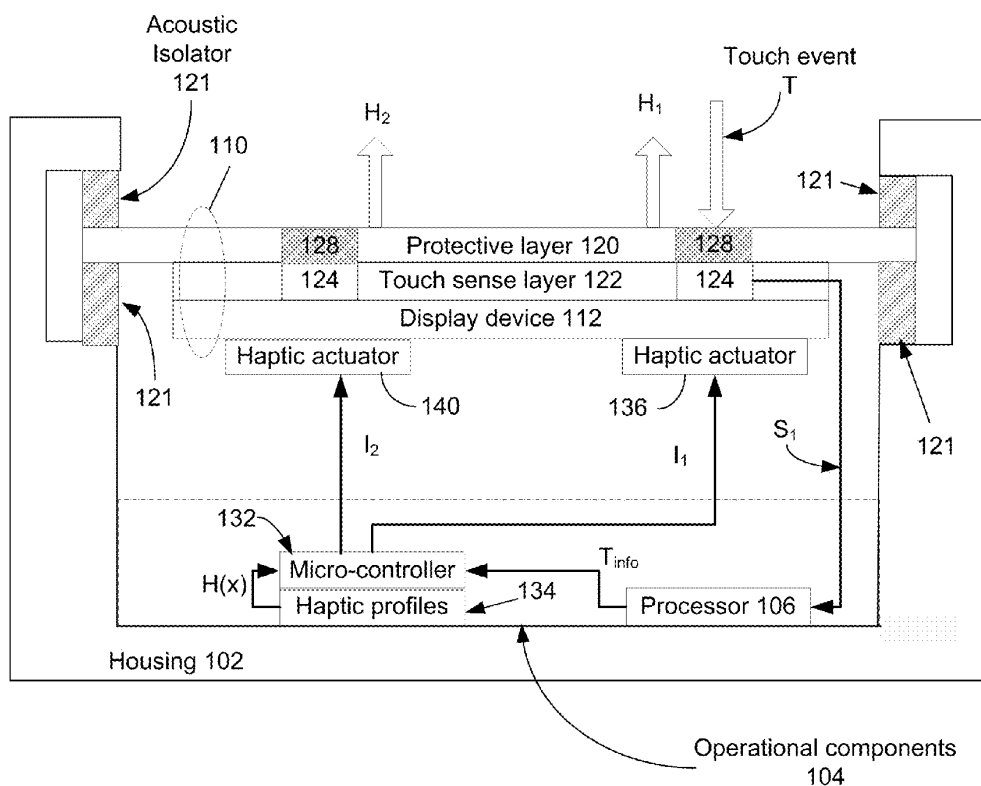 Acoustic
Isolator
121
Touch event
T
H2
H1
110
121
128
Protective layer 120
128
124
Touch sense layer 122
124
Display device 112
Haptic actuator
Haptic actuator
121
140
136
S1
121
I2
I1
132
Tinfo
Micro-controller
H(x)
Haptic profiles
134
Processor 106
Housing 102
Operational components
104